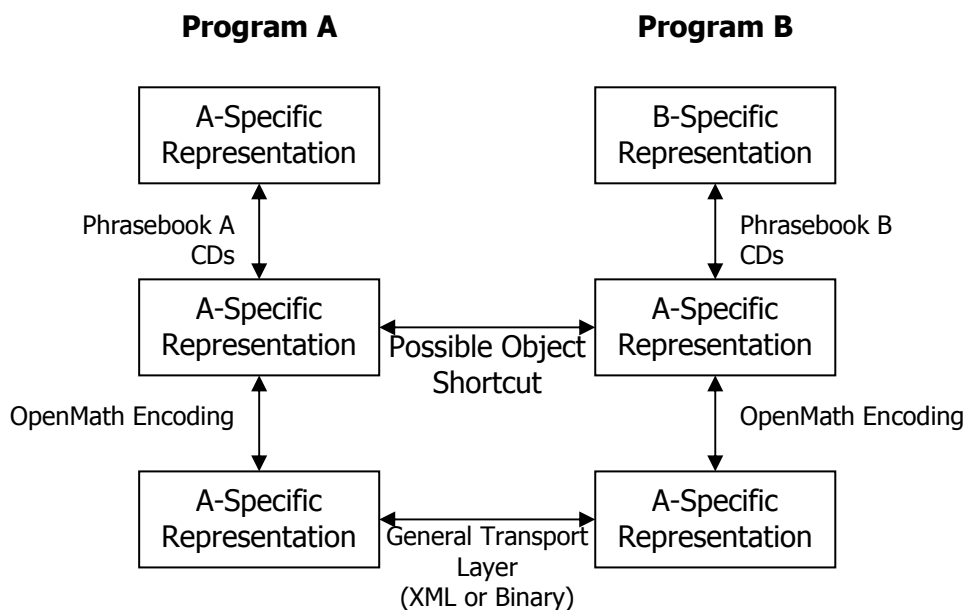 Program A
Program B
A-Specific
Representation
B-Specific
Representation
Phrasebook A
CDs
Phrasebook B
CDs
A-Specific
Representation
Possible Object
Shortcut
A-Specific
Representation
OpenMath Encoding
OpenMath Encoding
A-Specific
Representation
General Transport
Layer
(XML or Binary)
A-Specific
Representation